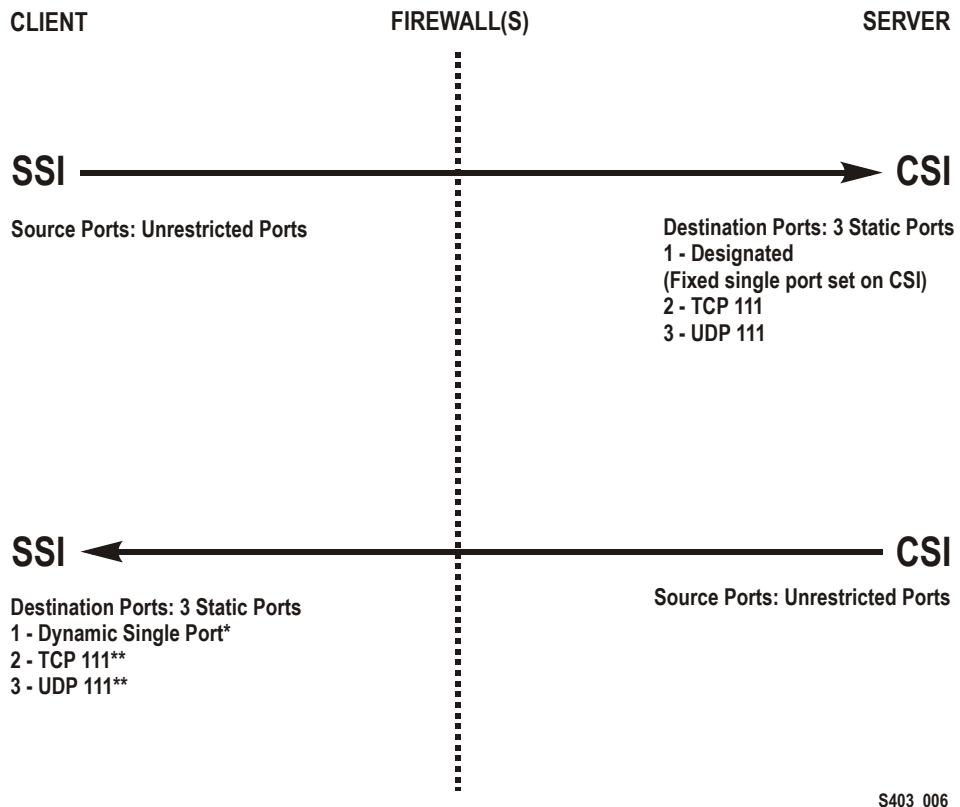 CLIENT FIREWALL(S) SERVER
SSI CSI
Source Ports: Unrestricted Ports
Destination Ports: 3 Static Ports
1 - Designated
(Fixed single port set on CSI)
2 - TCP 111
3 - UDP 111
SSI CSI
Destination Ports: 3 Static Ports
1 - Dynamic Single Port*
2 - TCP 111**
3 - UDP 111**
Source Ports: Unrestricted Ports
S403_006